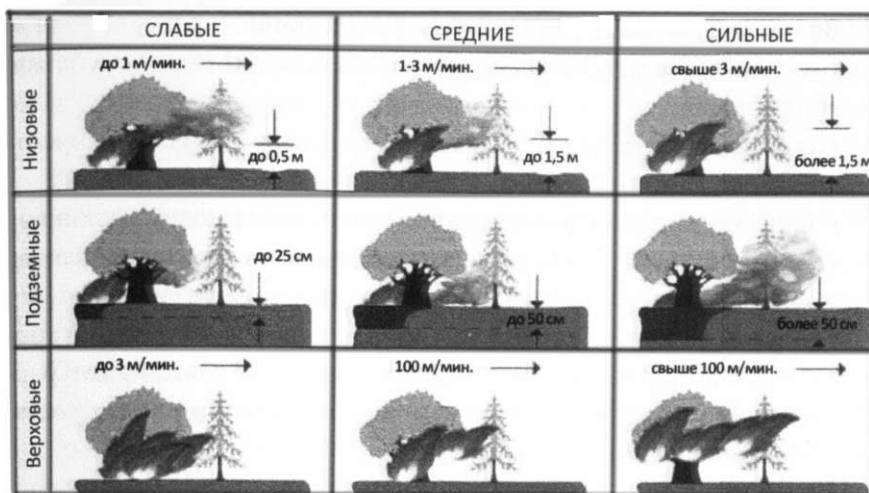 СЛАБЫЕ
СРЕДНИЕ
СИЛЬНЫЕ
Низовые
до 1 м/мин.
до 0,5 м
1-3 м/мин.
до 1,5 м
свыше 3 м/мин.
более 1,5 м
Подземные
до 25 см
до 50 см
более 50 см
Верховые
до 3 м/мин.
100 м/мин.
свыше 100 м/мин.